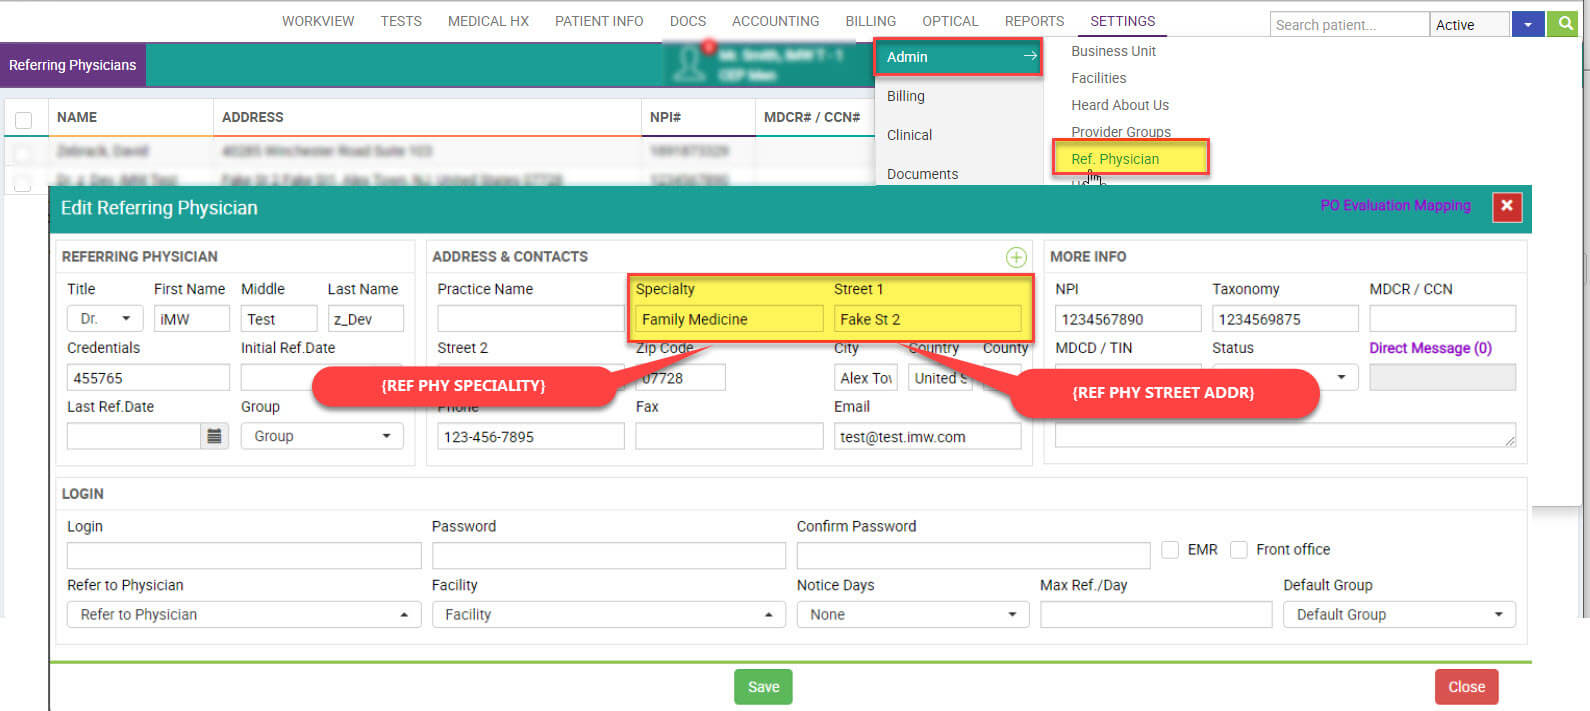 WORKVIEW TESTS MEDICAL HX PATIENT INFO DOCS ACCOUNTING BILLING OPTICAL REPORTS SETTINGS Search patient... Active
Referring Physicians
Admin
Billing
Clinical
Documents
Business Unit
Facilities
Heard About Us
Provider Groups
Ref. Physician
NAME ADDRESS NPI# MDCR# / CCN#
Edit Referring Physician PO Evaluation Mapping
REFERRING PHYSICIAN
Title First Name Middle Last Name
Dr. iMW Test z_Dev
Credentials Initial Ref.Date
455765
Last Ref.Date Group
Group
ADDRESS & CONTACTS
Practice Name Specialty Street 1
Family Medicine Fake St 2
Street 2 Zip Code City Country County
07728 Alex Tov United S
{REF PHY SPECIALITY}
{REF PHY STREET ADDR}
Phone Fax Email
123-456-7895 test@test.imw.com
MORE INFO
NPI Taxonomy MDCR / CCN
1234567890 1234569875
MDCD / TIN Status Direct Message (0)
LOGIN
Login Password Confirm Password
EMR Front office
Refer to Physician Facility Notice Days Max Ref./Day Default Group
Refer to Physician Facility None Default Group
Save Close